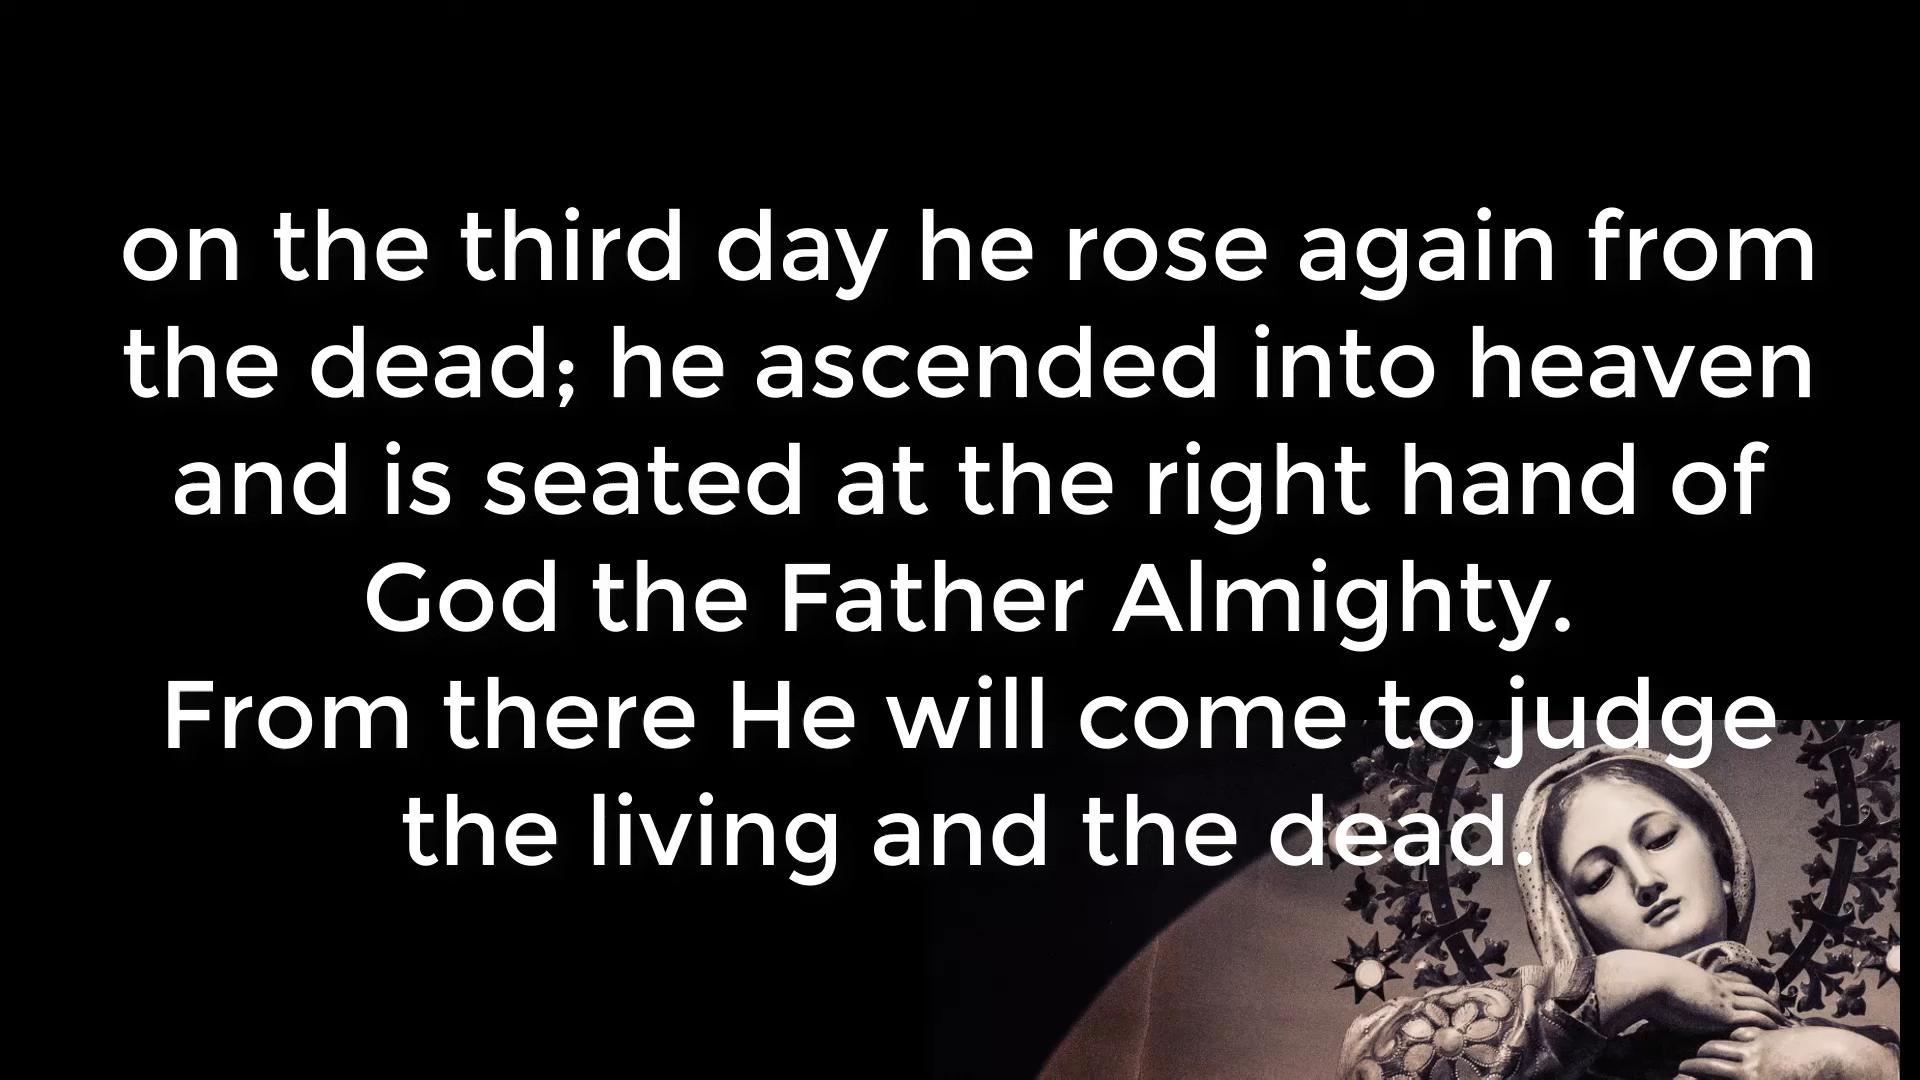 on the third day he rose again from
the dead; he ascended into heaven
and is seated at the right hand of
God the Father Almighty.
From there He will come to judge
the living and the dead.